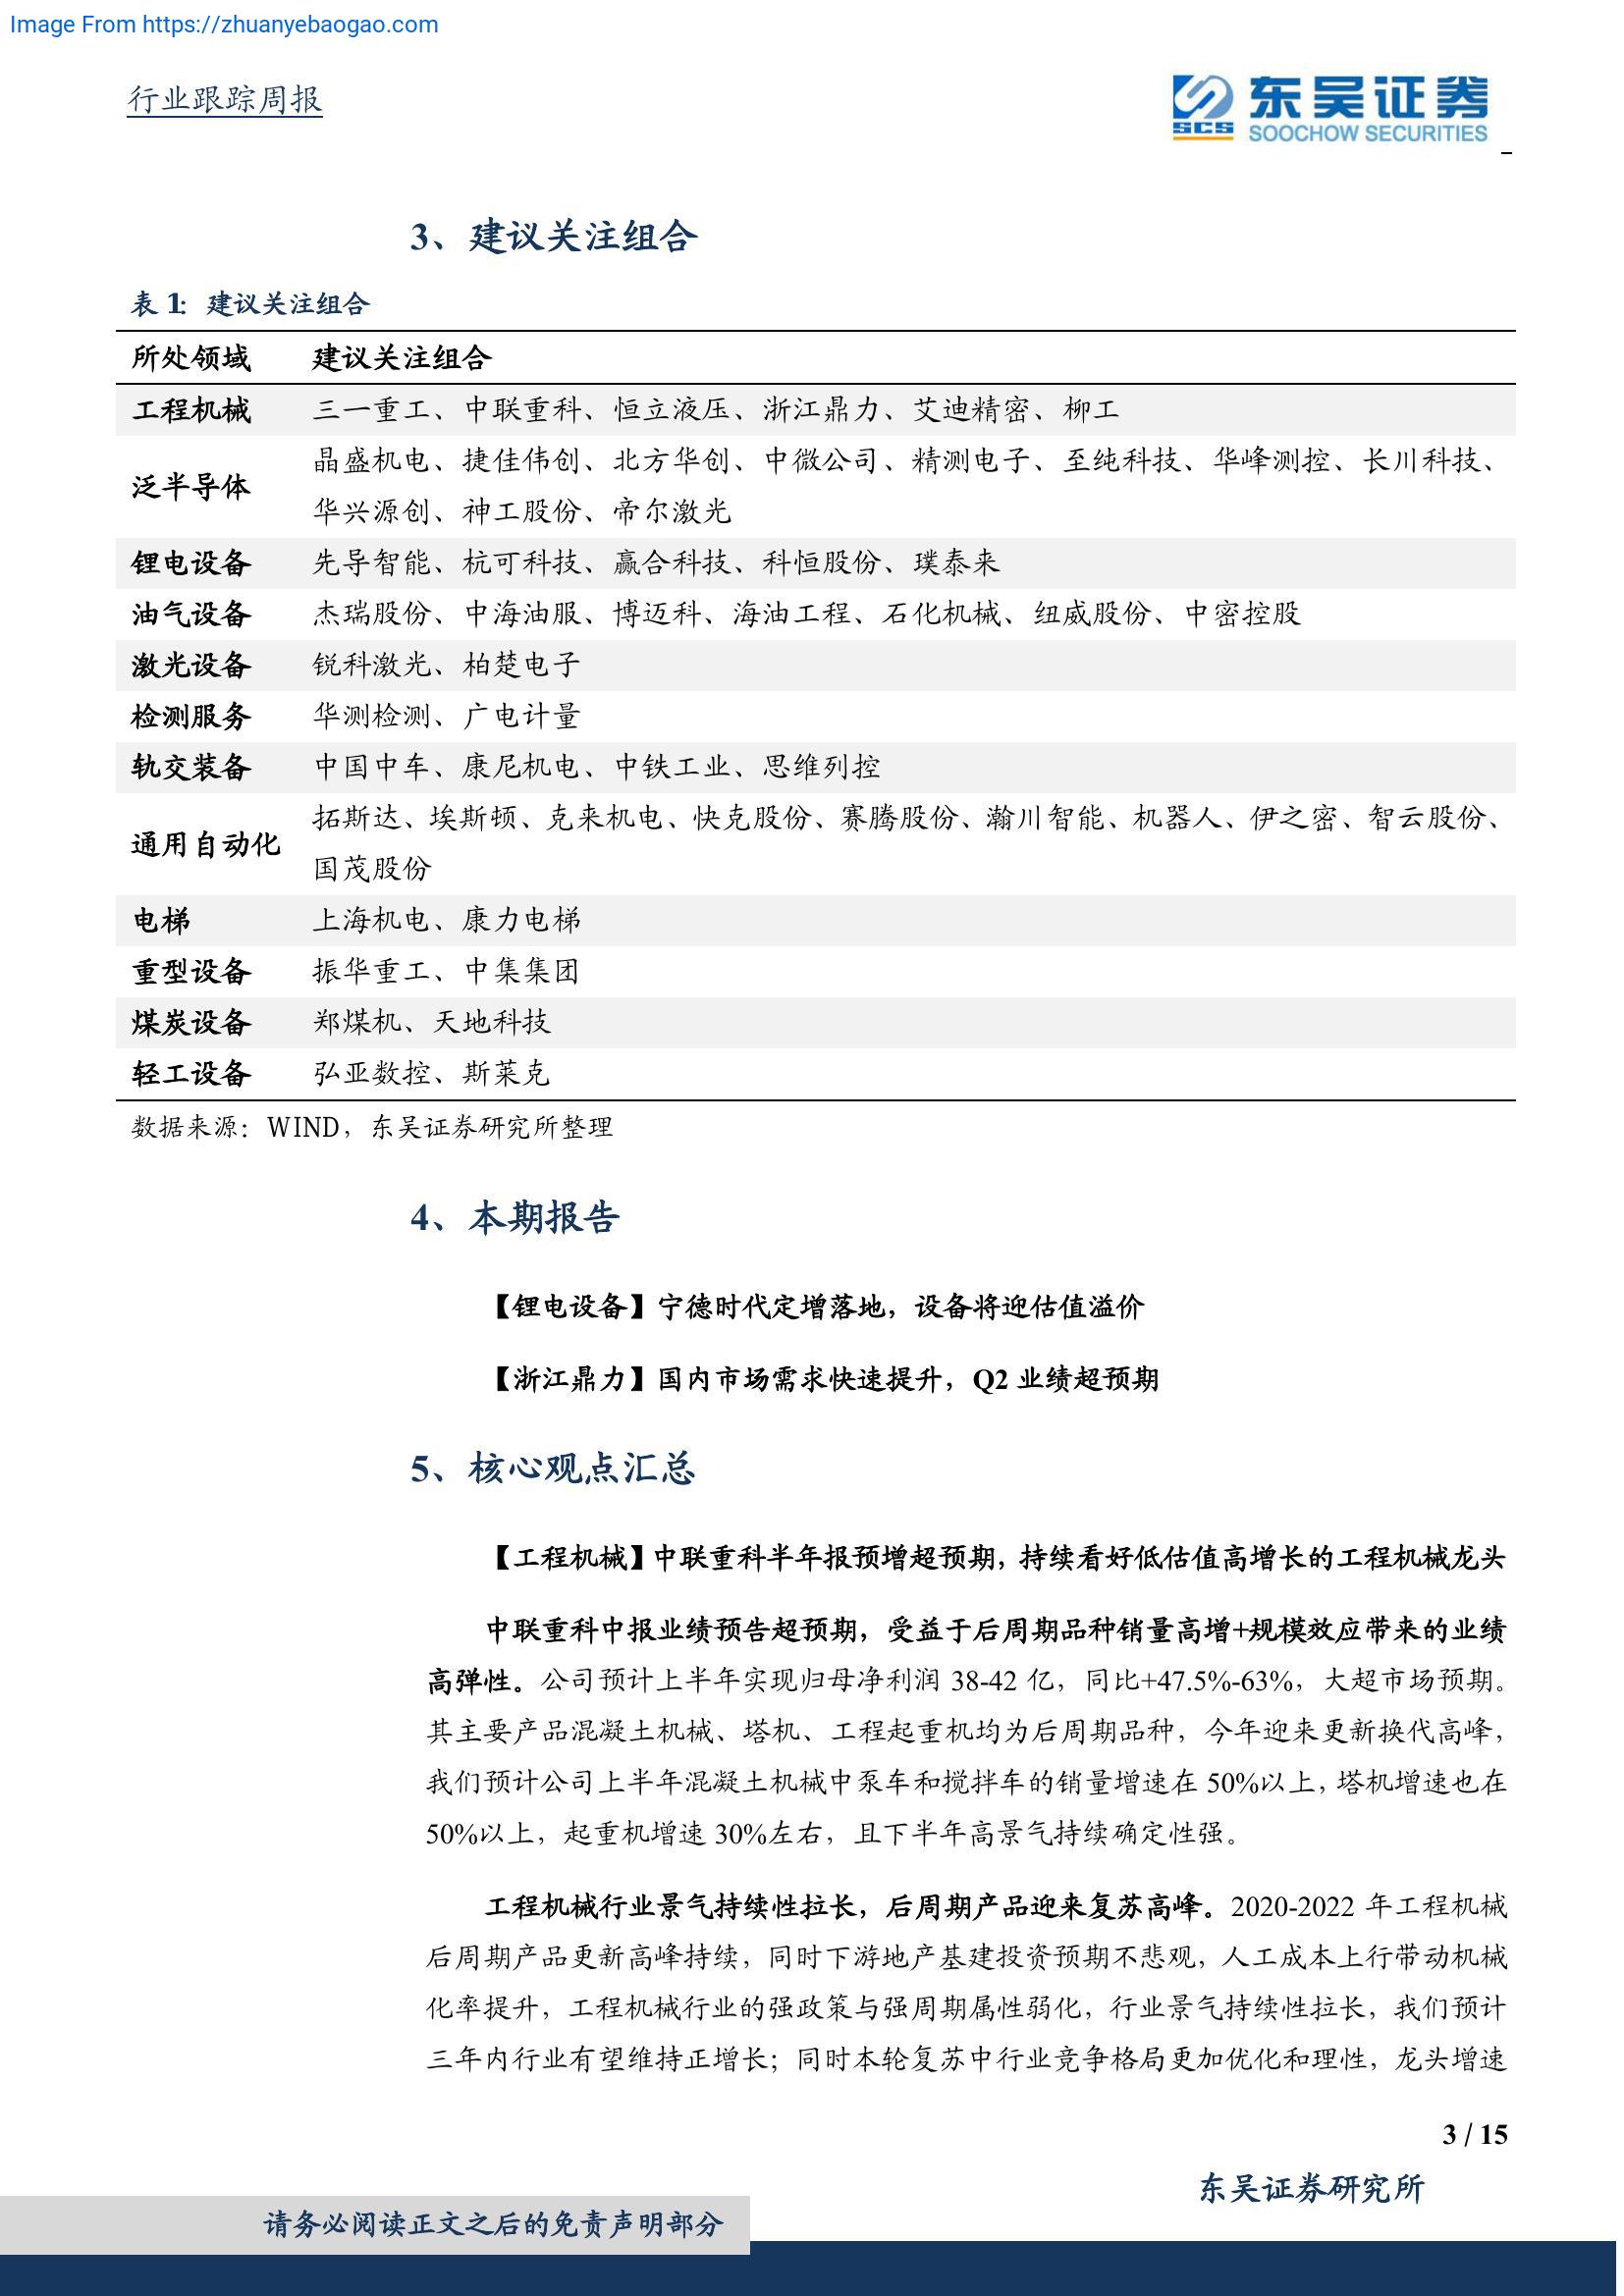 Image From https://zhuanyebaogao.com
行业跟踪周报
SCS 东吴证券
SOOCHOW SECURITIES
3、建议关注组合
表 1：建议关注组合
所处领域 建议关注组合
工程机械 三一重工、中联重科、恒立液压、浙江鼎力、艾迪精密、柳工
泛半导体 晶盛机电、捷佳伟创、北方华创、中微公司、精测电子、至纯科技、华峰测控、长川科技、
华兴源创、神工股份、帝尔激光
锂电设备 先导智能、杭可科技、赢合科技、科恒股份、璞泰来
油气设备 杰瑞股份、中海油服、博迈科、海油工程、石化机械、纽威股份、中密控股
激光设备 锐科激光、柏楚电子
检测服务 华测检测、广电计量
轨交装备 中国中车、康尼机电、中铁工业、思维列控
通用自动化 拓斯达、埃斯顿、克来机电、快克股份、赛腾股份、瀚川智能、机器人、伊之密、智云股份、
国茂股份
电梯 上海机电、康力电梯
重型设备 振华重工、中集集团
煤炭设备 郑煤机、天地科技
轻工设备 弘亚数控、斯莱克
数据来源：WIND，东吴证券研究所整理
4、本期报告
【锂电设备】宁德时代定增落地，设备将迎估值溢价
【浙江鼎力】国内市场需求快速提升，Q2 业绩超预期
5、核心观点汇总
【工程机械】中联重科半年报预增超预期，持续看好低估值高增长的工程机械龙头
中联重科中报业绩预告超预期，受益于后周期品种销量高增+规模效应带来的业绩
高弹性。公司预计上半年实现归母净利润 38-42 亿，同比+47.5%-63%，大超市场预期。
其主要产品混凝土机械、塔机、工程起重机均为后周期品种，今年迎来更新换代高峰，
我们预计公司上半年混凝土机械中泵车和搅拌车的销量增速在 50%以上，塔机增速也在
50%以上，起重机增速 30%左右，且下半年高景气持续确定性强。
工程机械行业景气持续性拉长，后周期产品迎来复苏高峰。2020-2022 年工程机械
后周期产品更新高峰持续，同时下游地产基建投资预期不悲观，人工成本上行带动机械
化率提升，工程机械行业的强政策与强周期属性弱化，行业景气持续性拉长，我们预计
三年内行业有望维持正增长；同时本轮复苏中行业竞争格局更加优化和理性，龙头增速
3 / 15
东吴证券研究所
请务必阅读正文之后的免责声明部分